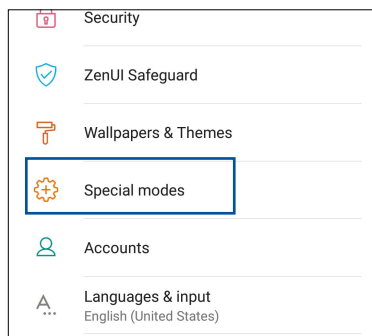 Security
ZenUI Safeguard
Wallpapers & Themes
Special modes
Accounts
Languages & input
English (United States)